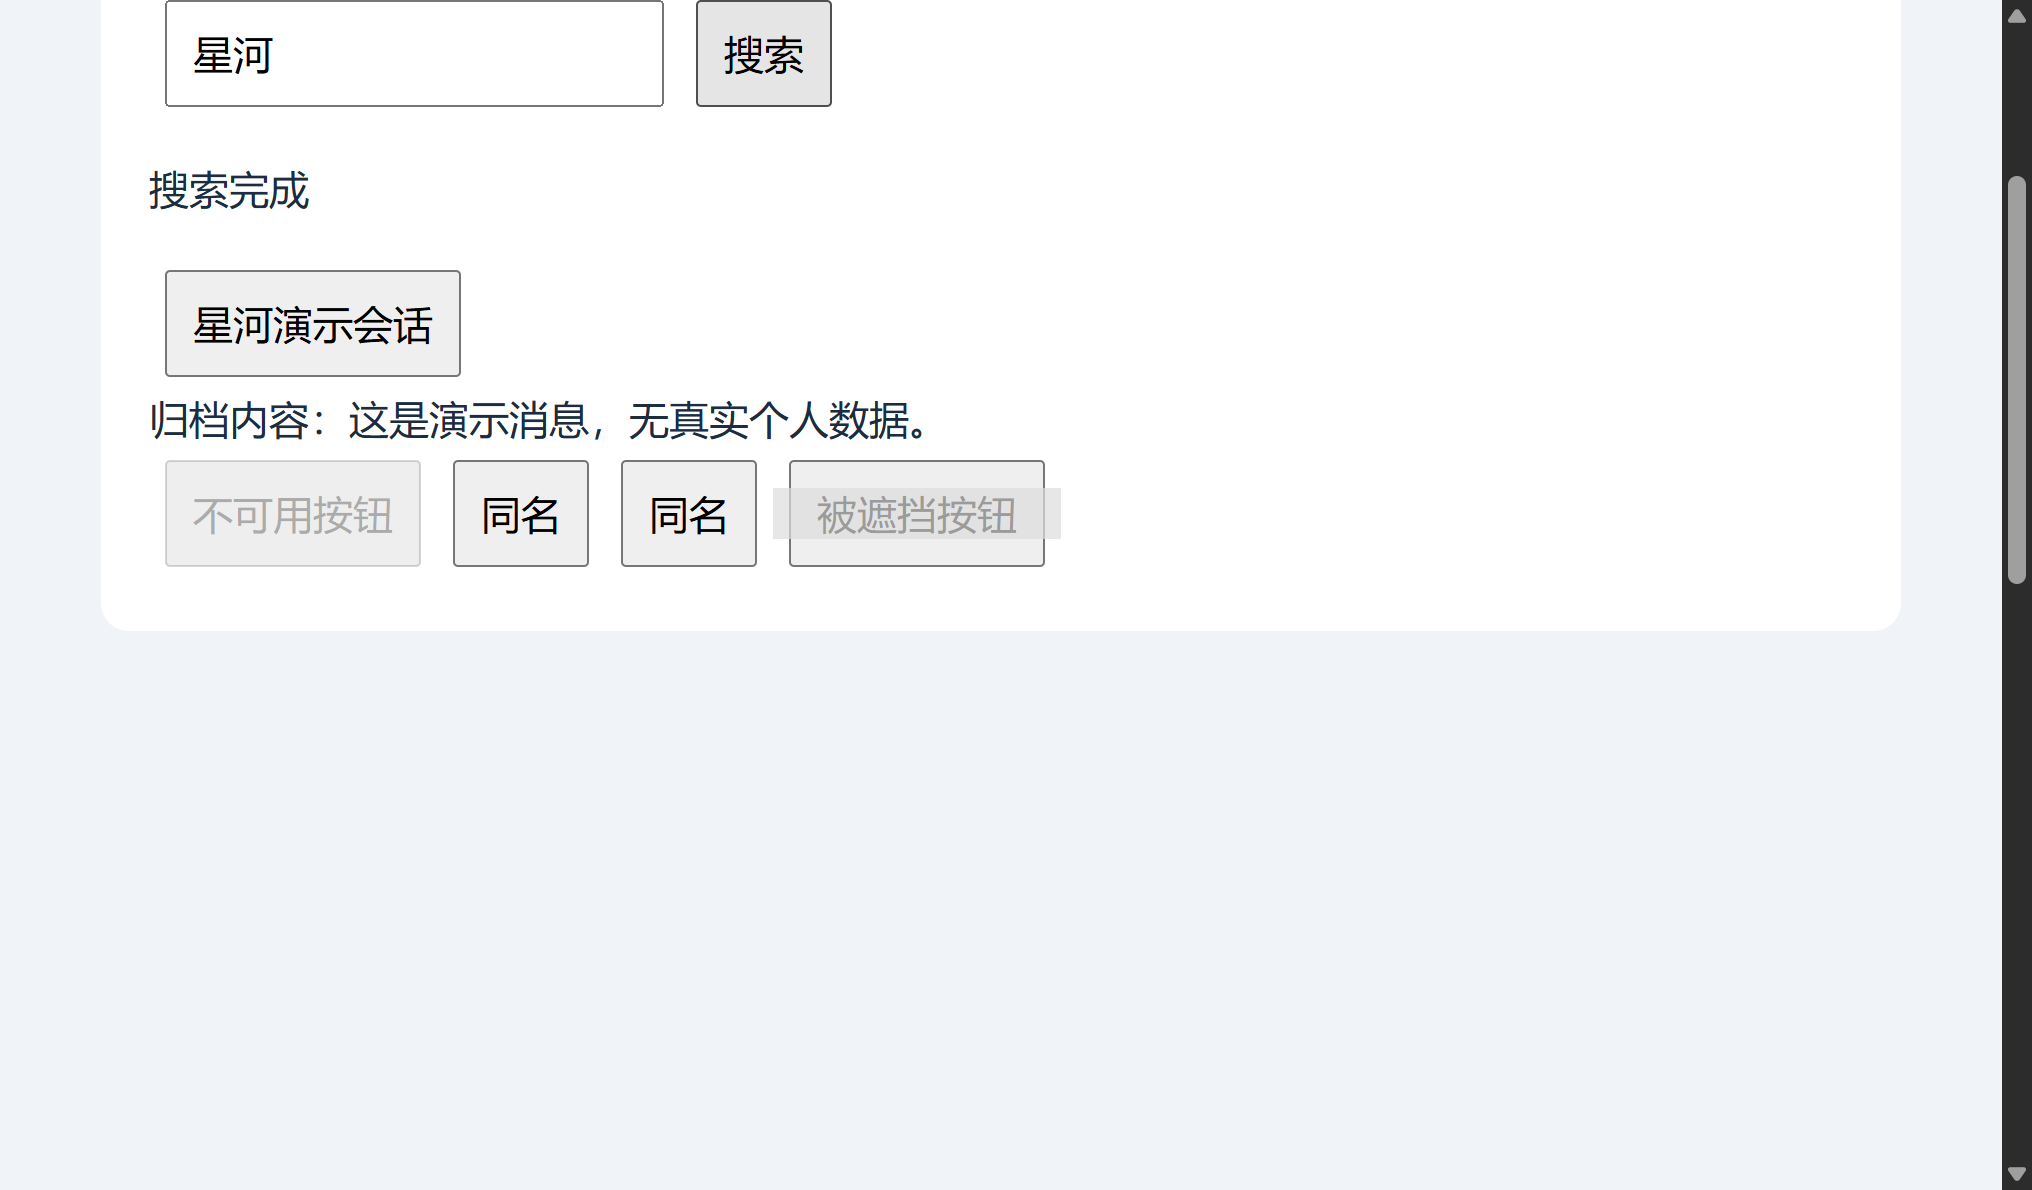 星河 搜索
搜索完成
星河演示会话
归档内容：这是演示消息，无真实个人数据。
不可用按钮 同名 同名 被遮挡按钮